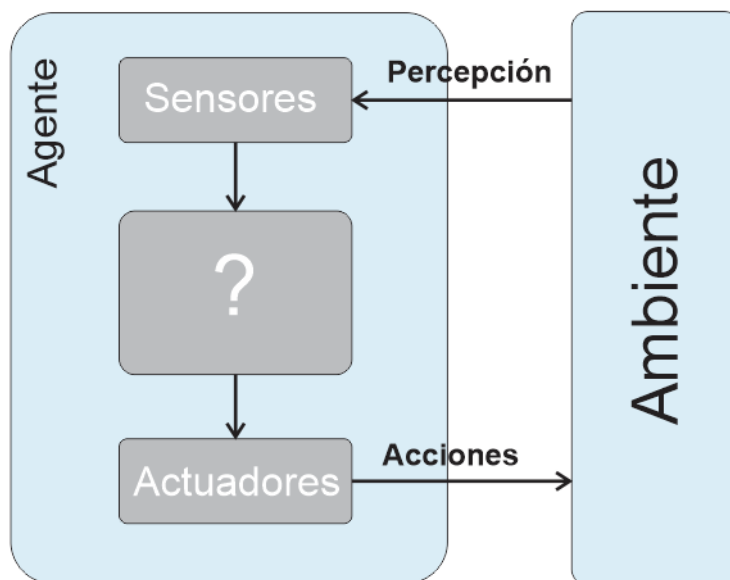 Agente
Sensores
Percepción
?
Ambiente
Actuadores
Acciones